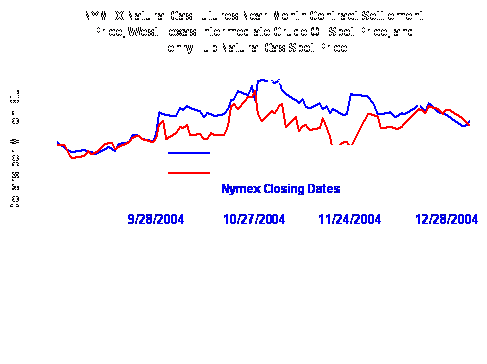 NYMEX Natural Gas Futures Near-Month Contract Settlement
Price, West Texas Intermediate Crude Oil Spot Price, and
Henry Hub Natural Gas Spot Price
Nymex Closing Dates
9/28/2004 10/27/2004 11/24/2004 12/28/2004